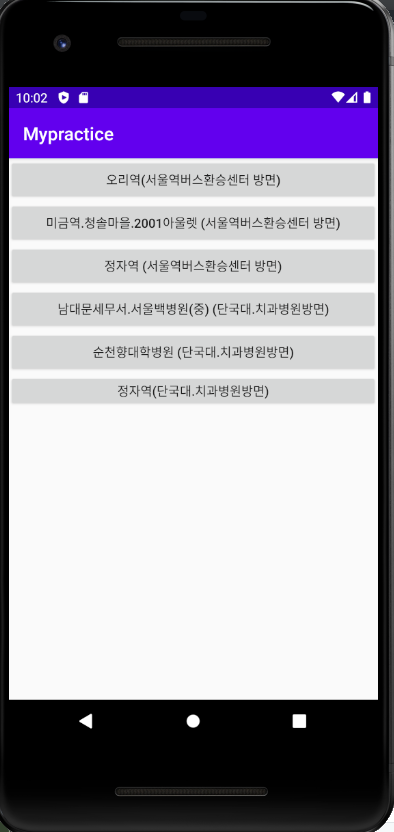 10:02
Mypractice
오리역(서울역버스환승센터 방면)
미금역.청솔마을.2001아울렛 (서울역버스환승센터 방면)
정자역 (서울역버스환승센터 방면)
남대문세무서.서울백병원(중) (단국대.치과병원방면)
순천향대학병원 (단국대.치과병원방면)
정자역(단국대.치과병원방면)